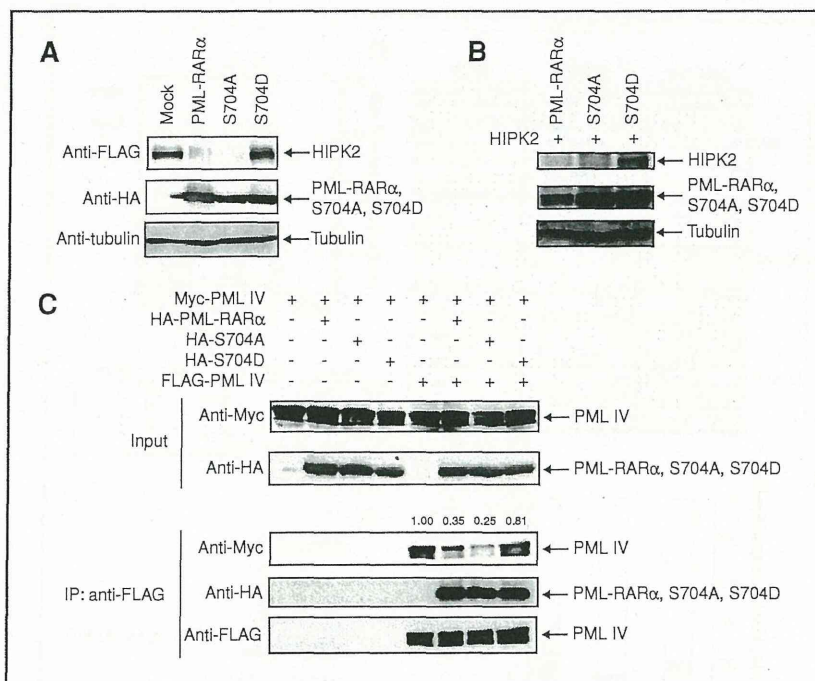 A
Mock
PML-RARα
S704A
S704D
Anti-FLAG
HIPK2
Anti-HA
PML-RARα,
S704A, S704D
Anti-tubulin
Tubulin
B
PML-RARα
S704A
S704D
HIPK2 + + +
HIPK2
PML-RARα,
S704A, S704D
Tubulin
C
Myc-PML IV + + + + + + + +
HA-PML-RARα - + - - - + - -
HA-S704A - - + - - - + -
HA-S704D - - - + - - - +
FLAG-PML IV - - - - + + + +
Input
Anti-Myc
PML IV
Anti-HA
PML-RARα, S704A, S704D
1.00 0.35 0.25 0.81
IP: anti-FLAG
Anti-Myc
PML IV
Anti-HA
PML-RARα, S704A, S704D
Anti-FLAG
PML IV